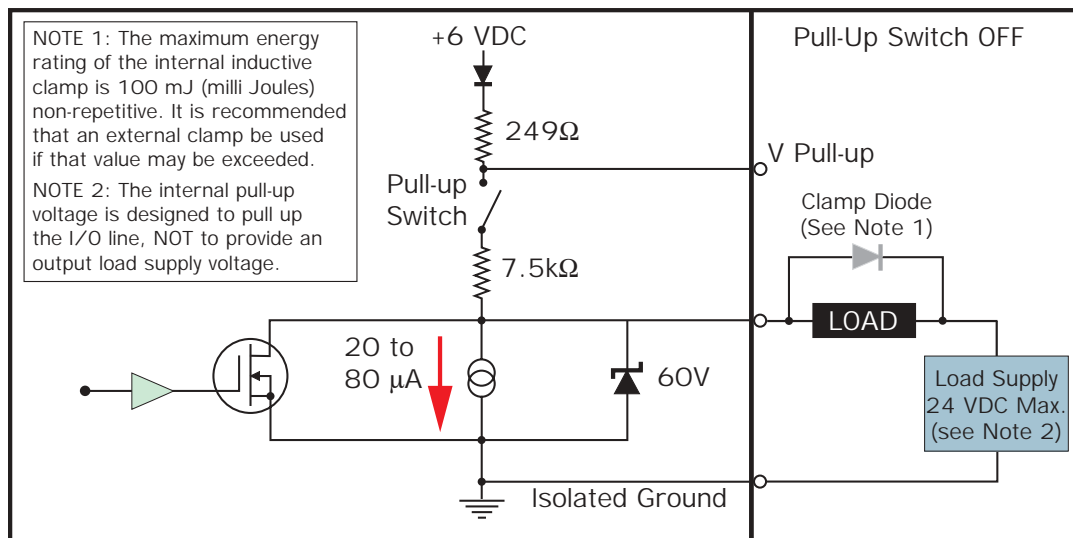 NOTE 1: The maximum energy
rating of the internal inductive
clamp is 100 mJ (milli Joules)
non-repetitive. It is recommended
that an external clamp be used
if that value may be exceeded.
NOTE 2: The internal pull-up
voltage is designed to pull up
the I/O line, NOT to provide an
output load supply voltage.
+6 VDC
249Ω
Pull-up
Switch
7.5kΩ
20 to
80 µA
60V
Isolated Ground
Pull-Up Switch OFF
V Pull-up
Clamp Diode
(See Note 1)
LOAD
Load Supply
24 VDC Max.
(see Note 2)